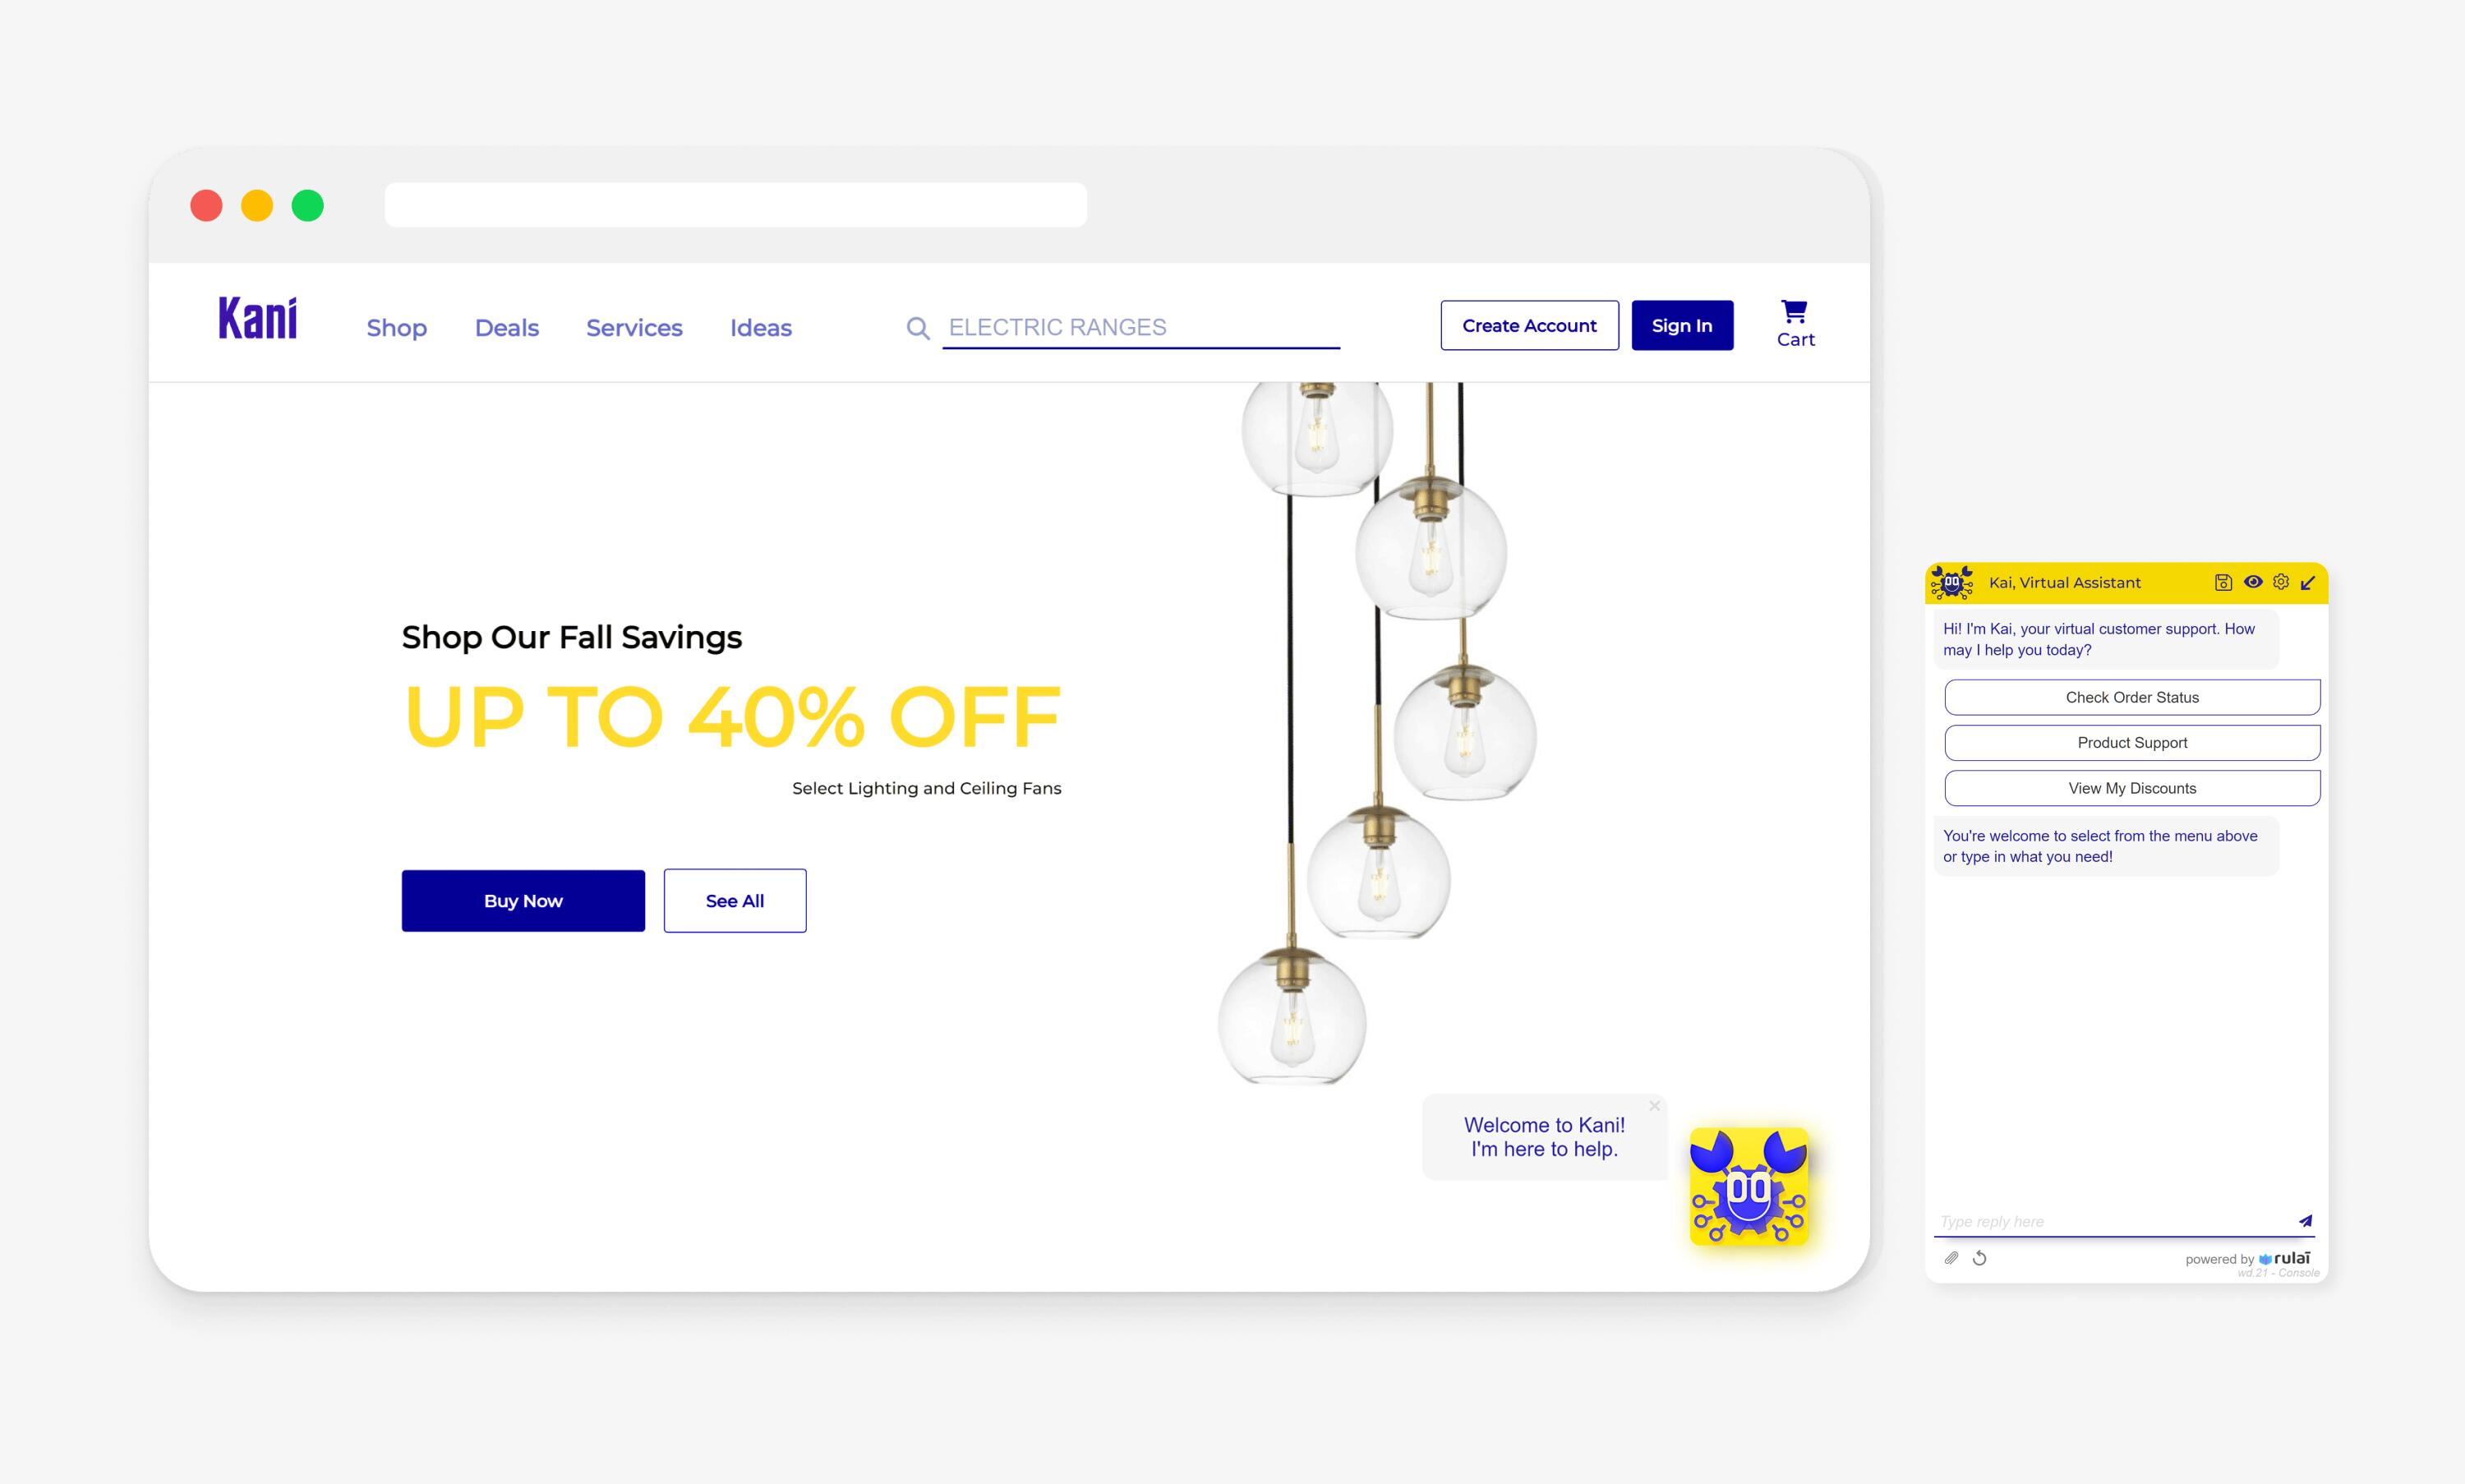 Kani
Shop
Deals
Services
Ideas
ELECTRIC RANGES
Create Account
Sign In
Cart
Shop Our Fall Savings
UP TO 40% OFF
Select Lighting and Ceiling Fans
Buy Now
See All
Welcome to Kani!
I'm here to help.
Kai, Virtual Assistant
Hi! I'm Kai, your virtual customer support. How
may I help you today?
Check Order Status
Product Support
View My Discounts
You're welcome to select from the menu above
or type in what you need!
Type reply here
powered by rulai
wd.21 - Console